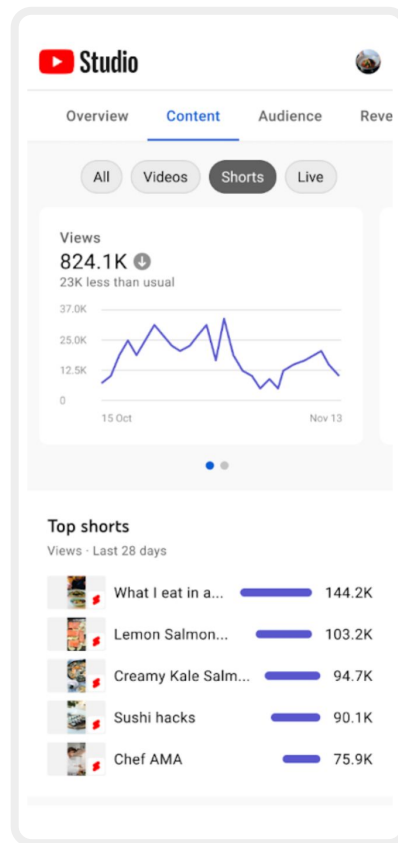 Studio
Overview Content Audience Reve
All Videos Shorts Live
Views
824.1K
23K less than usual
37.0K
25.0K
12.5K
0
15 Oct Nov 13
Top shorts
Views · Last 28 days
What I eat in a... 144.2K
Lemon Salmon... 103.2K
Creamy Kale Salm... 94.7K
Sushi hacks 90.1K
Chef AMA 75.9K